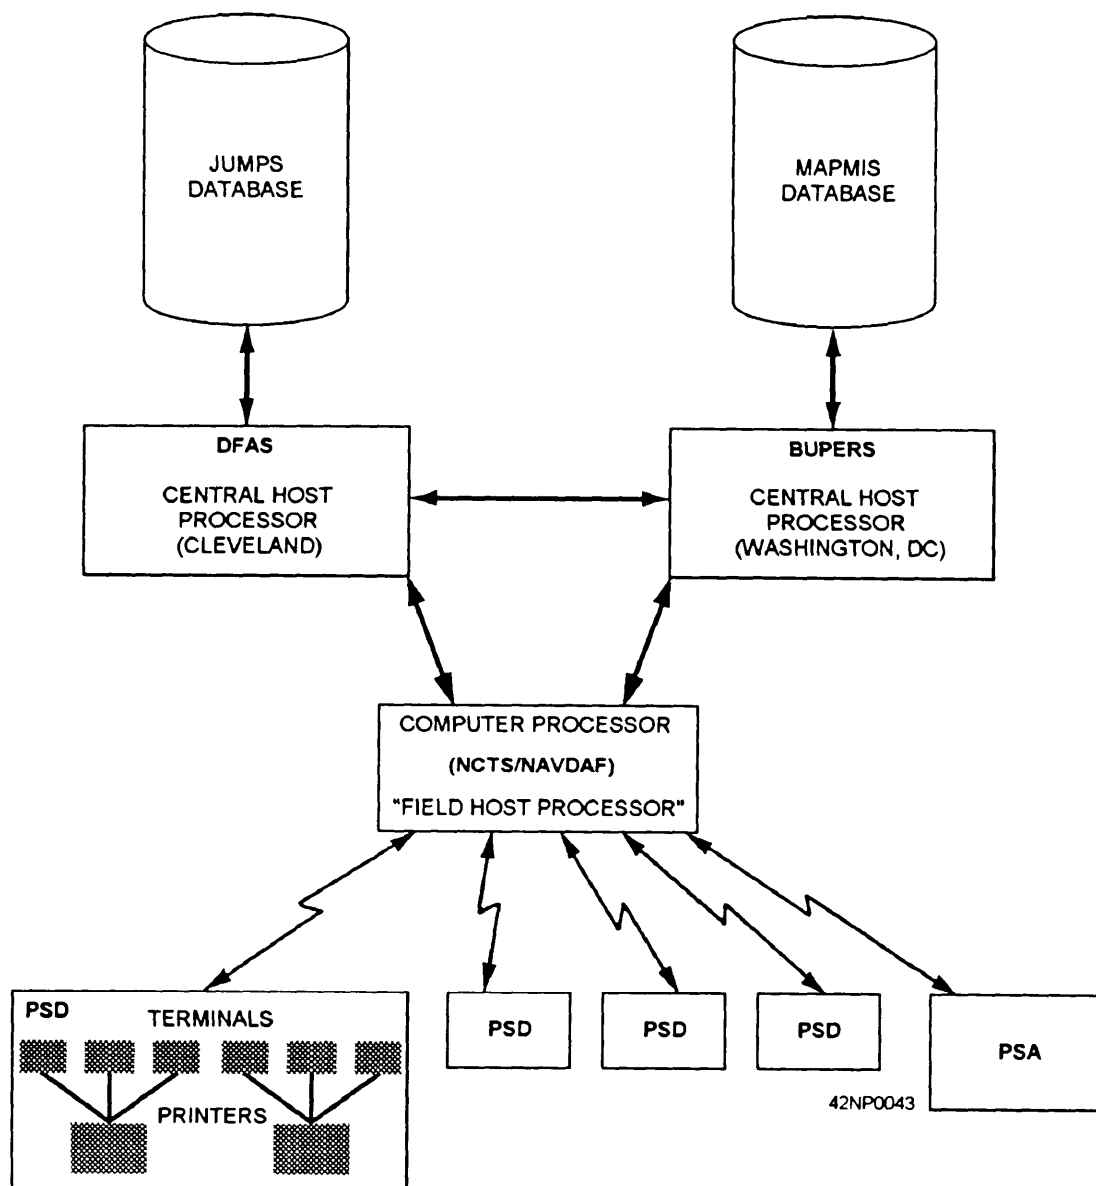 JUMPS
DATABASE
MAPMIS
DATABASE
DFAS
CENTRAL HOST
PROCESSOR
(CLEVELAND)
BUPERS
CENTRAL HOST
PROCESSOR
(WASHINGTON, DC)
COMPUTER PROCESSOR
(NCTS/NAVDAF)
"FIELD HOST PROCESSOR"
PSD
TERMINALS
PRINTERS
PSD
PSD
PSD
PSA
42NP0043